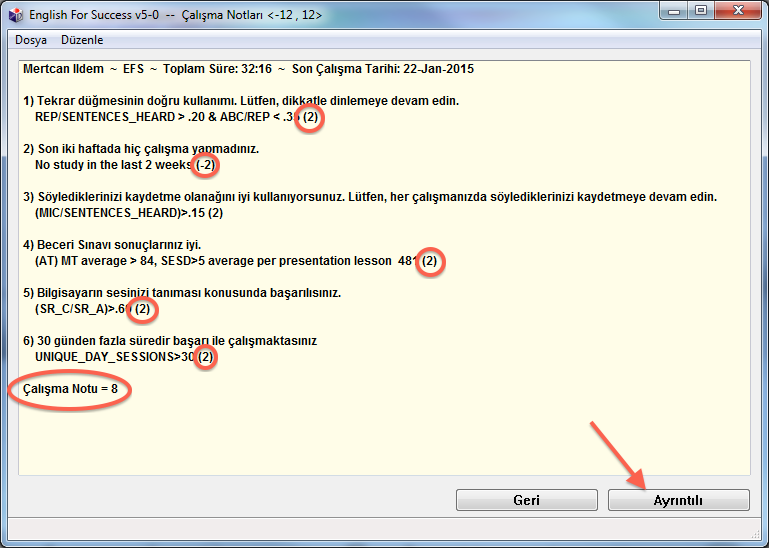 English For Success v5-0 -- Çalışma Notları <-12 , 12>
Dosya Düzenle
Mertcan Ildem ~ EFS ~ Toplam Süre: 32:16 ~ Son Çalışma Tarihi: 22-Jan-2015
1) Tekrar düğmesinin doğru kullanımı. Lütfen, dikkatle dinlemeye devam edin.
REP/SENTENCES_HEARD > .20 & ABC/REP < .35 (2)
2) Son iki haftada hiç çalışma yapmadınız.
No study in the last 2 weeks (-2)
3) Söylediklerinizi kaydetme olanağını iyi kullanıyorsunuz. Lütfen, her çalışmanızda söylediklerinizi kaydetmeye devam edin.
(MIC/SENTENCES_HEARD)>.15 (2)
4) Beceri Sınavı sonuçlarınız iyi.
(AT) MT average > 84, SESD>5 average per presentation lesson 481 (2)
5) Bilgisayarın sesinizi tanıması konusunda başarılısınız.
(SR_C/SR_A)>.60 (2)
6) 30 günden fazla süredir başarı ile çalışmaktasınız
UNIQUE_DAY_SESSIONS>30 (2)
Çalışma Notu = 8
Geri Ayrıntılı